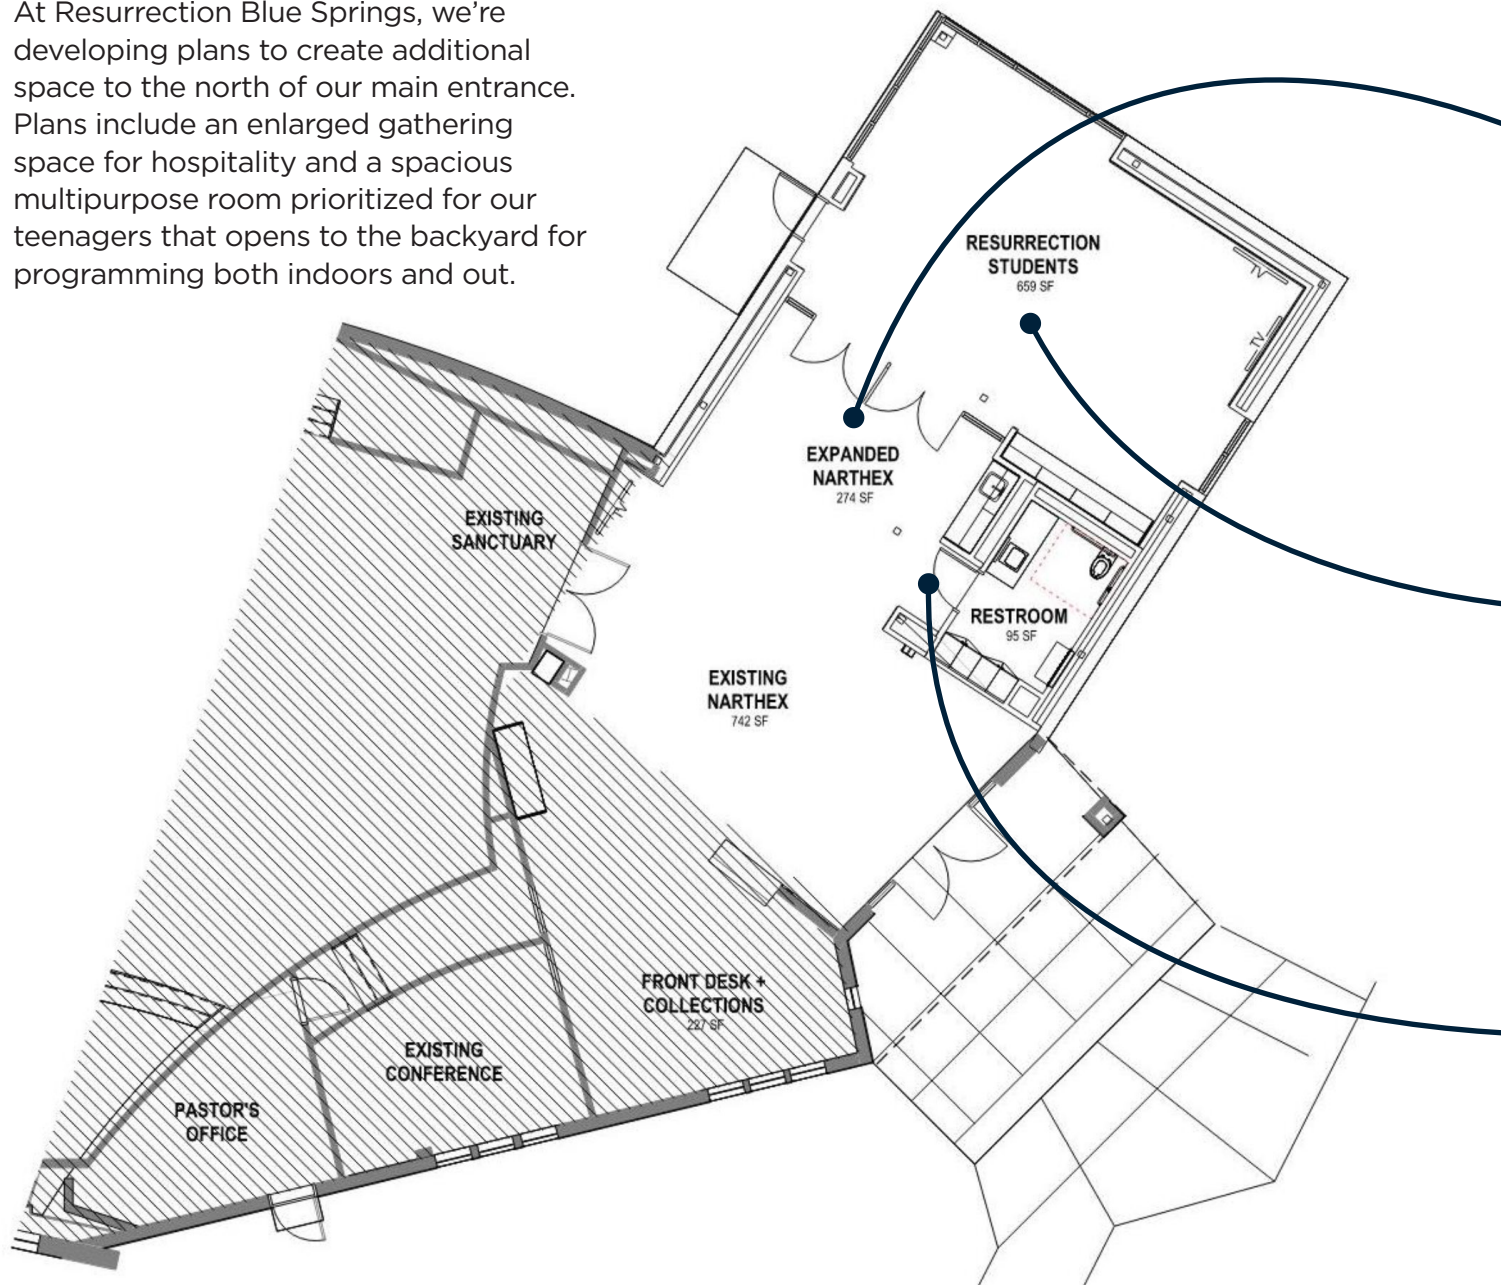 At Resurrection Blue Springs, we’re
developing plans to create additional
space to the north of our main entrance.
Plans include an enlarged gathering
space for hospitality and a spacious
multipurpose room prioritized for our
teenagers that opens to the backyard for
programming both indoors and out.
RESURRECTION
STUDENTS
659 SF
TV
TV
EXPANDED
NARTHEX
274 SF
EXISTING
SANCTUARY
RESTROOM
95 SF
EXISTING
NARTHEX
742 SF
FRONT DESK +
COLLECTIONS
227 SF
EXISTING
CONFERENCE
PASTOR'S
OFFICE